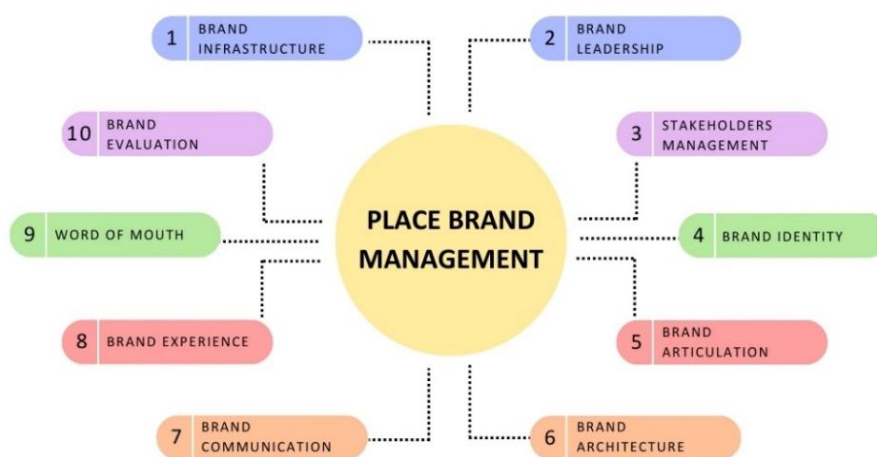 1 BRAND
INFRASTRUCTURE
2 BRAND
LEADERSHIP
3 STAKEHOLDERS
MANAGEMENT
4 BRAND IDENTITY
5 BRAND
ARTICULATION
6 BRAND
ARCHITECTURE
7 BRAND
COMMUNICATION
8 BRAND EXPERIENCE
9 WORD OF MOUTH
10 BRAND
EVALUATION
PLACE BRAND
MANAGEMENT